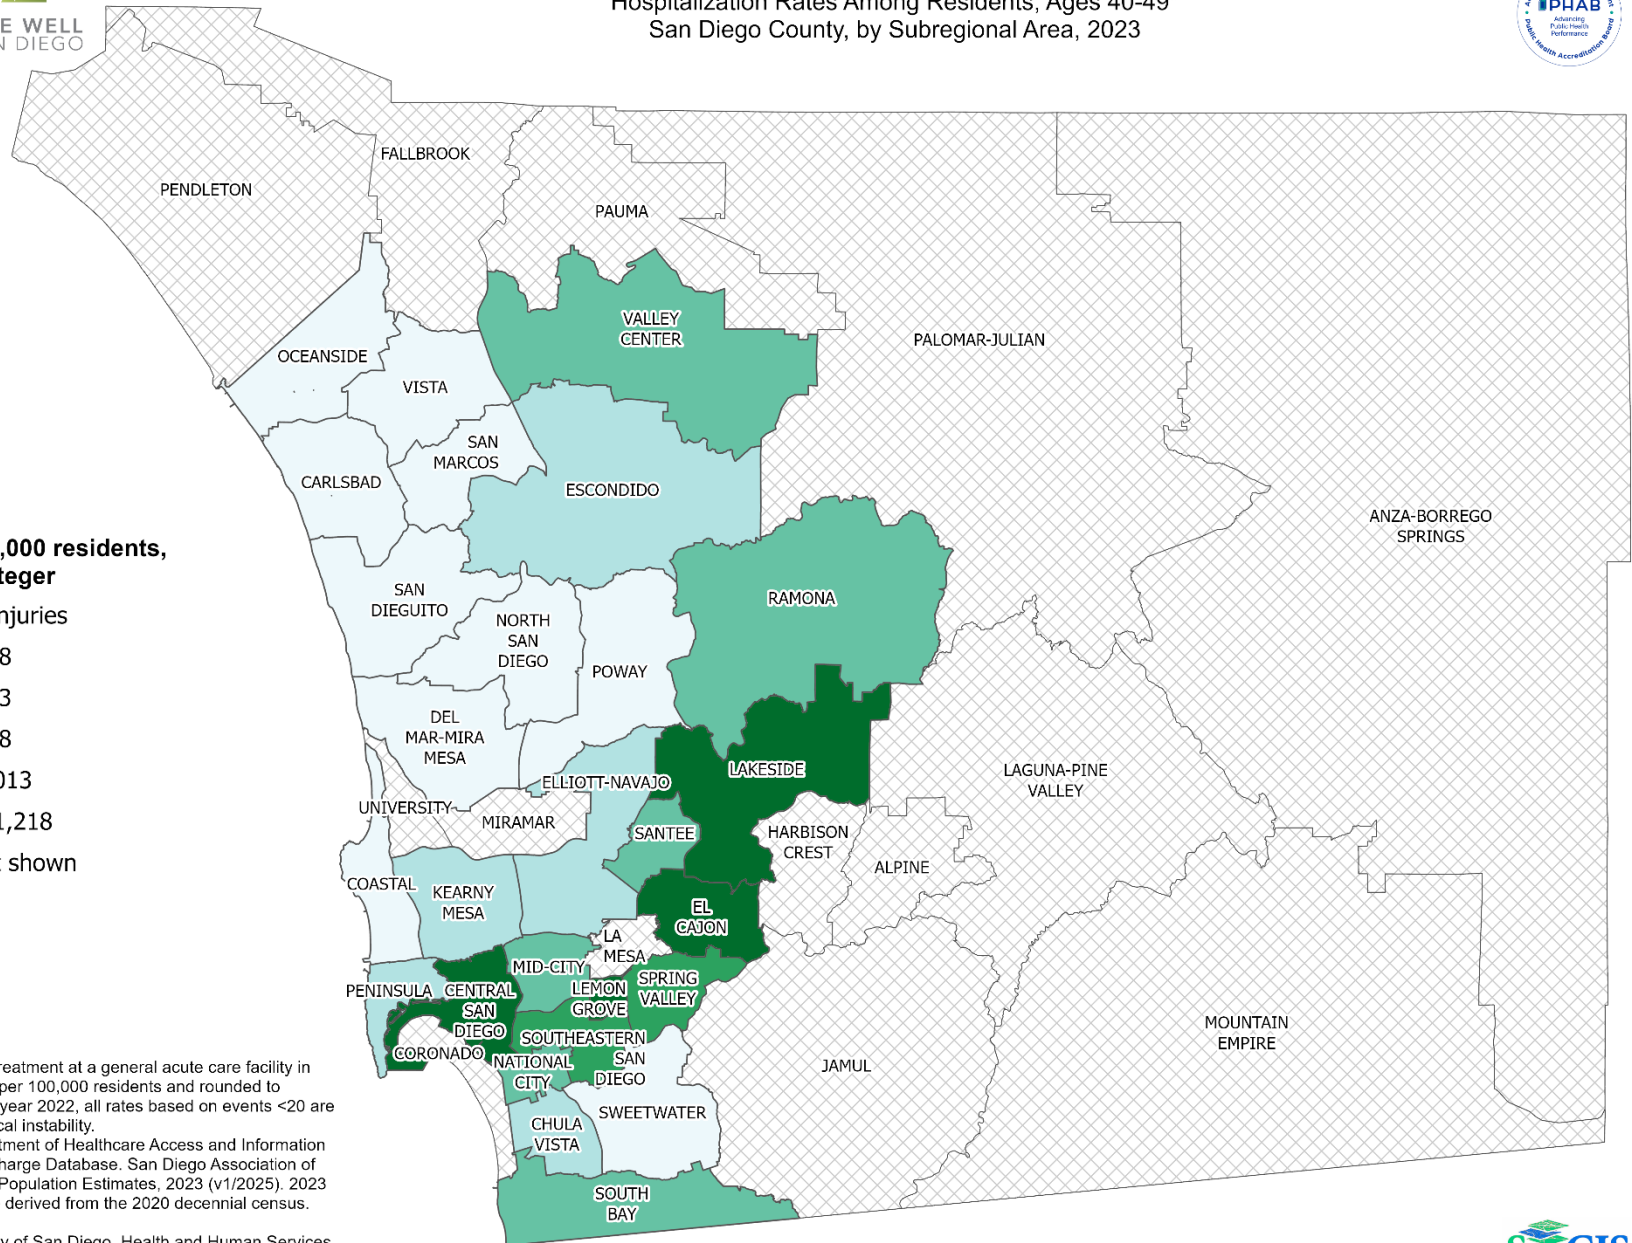 E WELL
N DIEGO
Hospitalization Rates Among Residents, Ages 40-49
San Diego County, by Subregional Area, 2023
PHAB
Advancing
Public Health
Performance
Public Health Accreditation Board
FALLBROOK
PENDLETON
PAUMA
VALLEY
CENTER
PALOMAR-JULIAN
OCEANSIDE
VISTA
SAN
MARCOS
CARLSBAD
ESCONDIDO
ANZA-BORREGO
SPRINGS
,000 residents,
teger
njuries
8
3
8
013
1,218
t shown
SAN
DIEGUITO
NORTH
SAN
DIEGO
RAMONA
POWAY
DEL
MAR-MIRA
MESA
ELLIOTT-NAVAJO
LAKESIDE
LAGUNA-PINE
VALLEY
UNIVERSITY
MIRAMAR
SANTEE
HARBISON
CREST
ALPINE
COASTAL
KEARNY
MESA
EL
CAJON
LA
MESA
MID-CITY
SPRING
VALLEY
PENINSULA
CENTRAL
SAN
DIEGO
LEMON
GROVE
SOUTHEASTERN
SAN
DIEGO
CORONADO
NATIONAL
CITY
JAMUL
MOUNTAIN
EMPIRE
SWEETWATER
CHULA
VISTA
SOUTH
BAY
reatment at a general acute care facility in
per 100,000 residents and rounded to
year 2022, all rates based on events <20 are
cal instability.
tment of Healthcare Access and Information
harge Database. San Diego Association of
Population Estimates, 2023 (v1/2025). 2023
derived from the 2020 decennial census.
y of San Diego, Health and Human Services